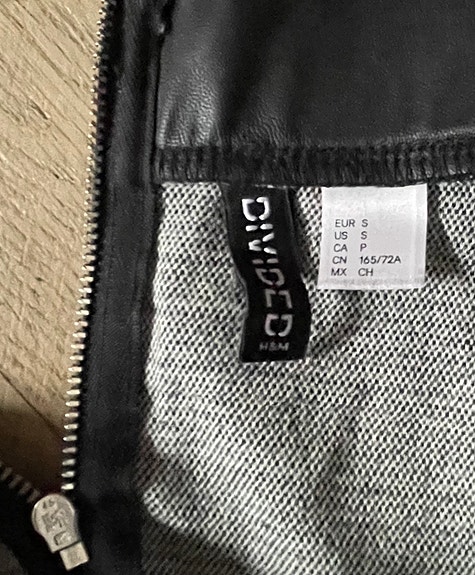 DIVIDED
H&M
EUR S
US S
CA P
CN 165/72A
MX CH